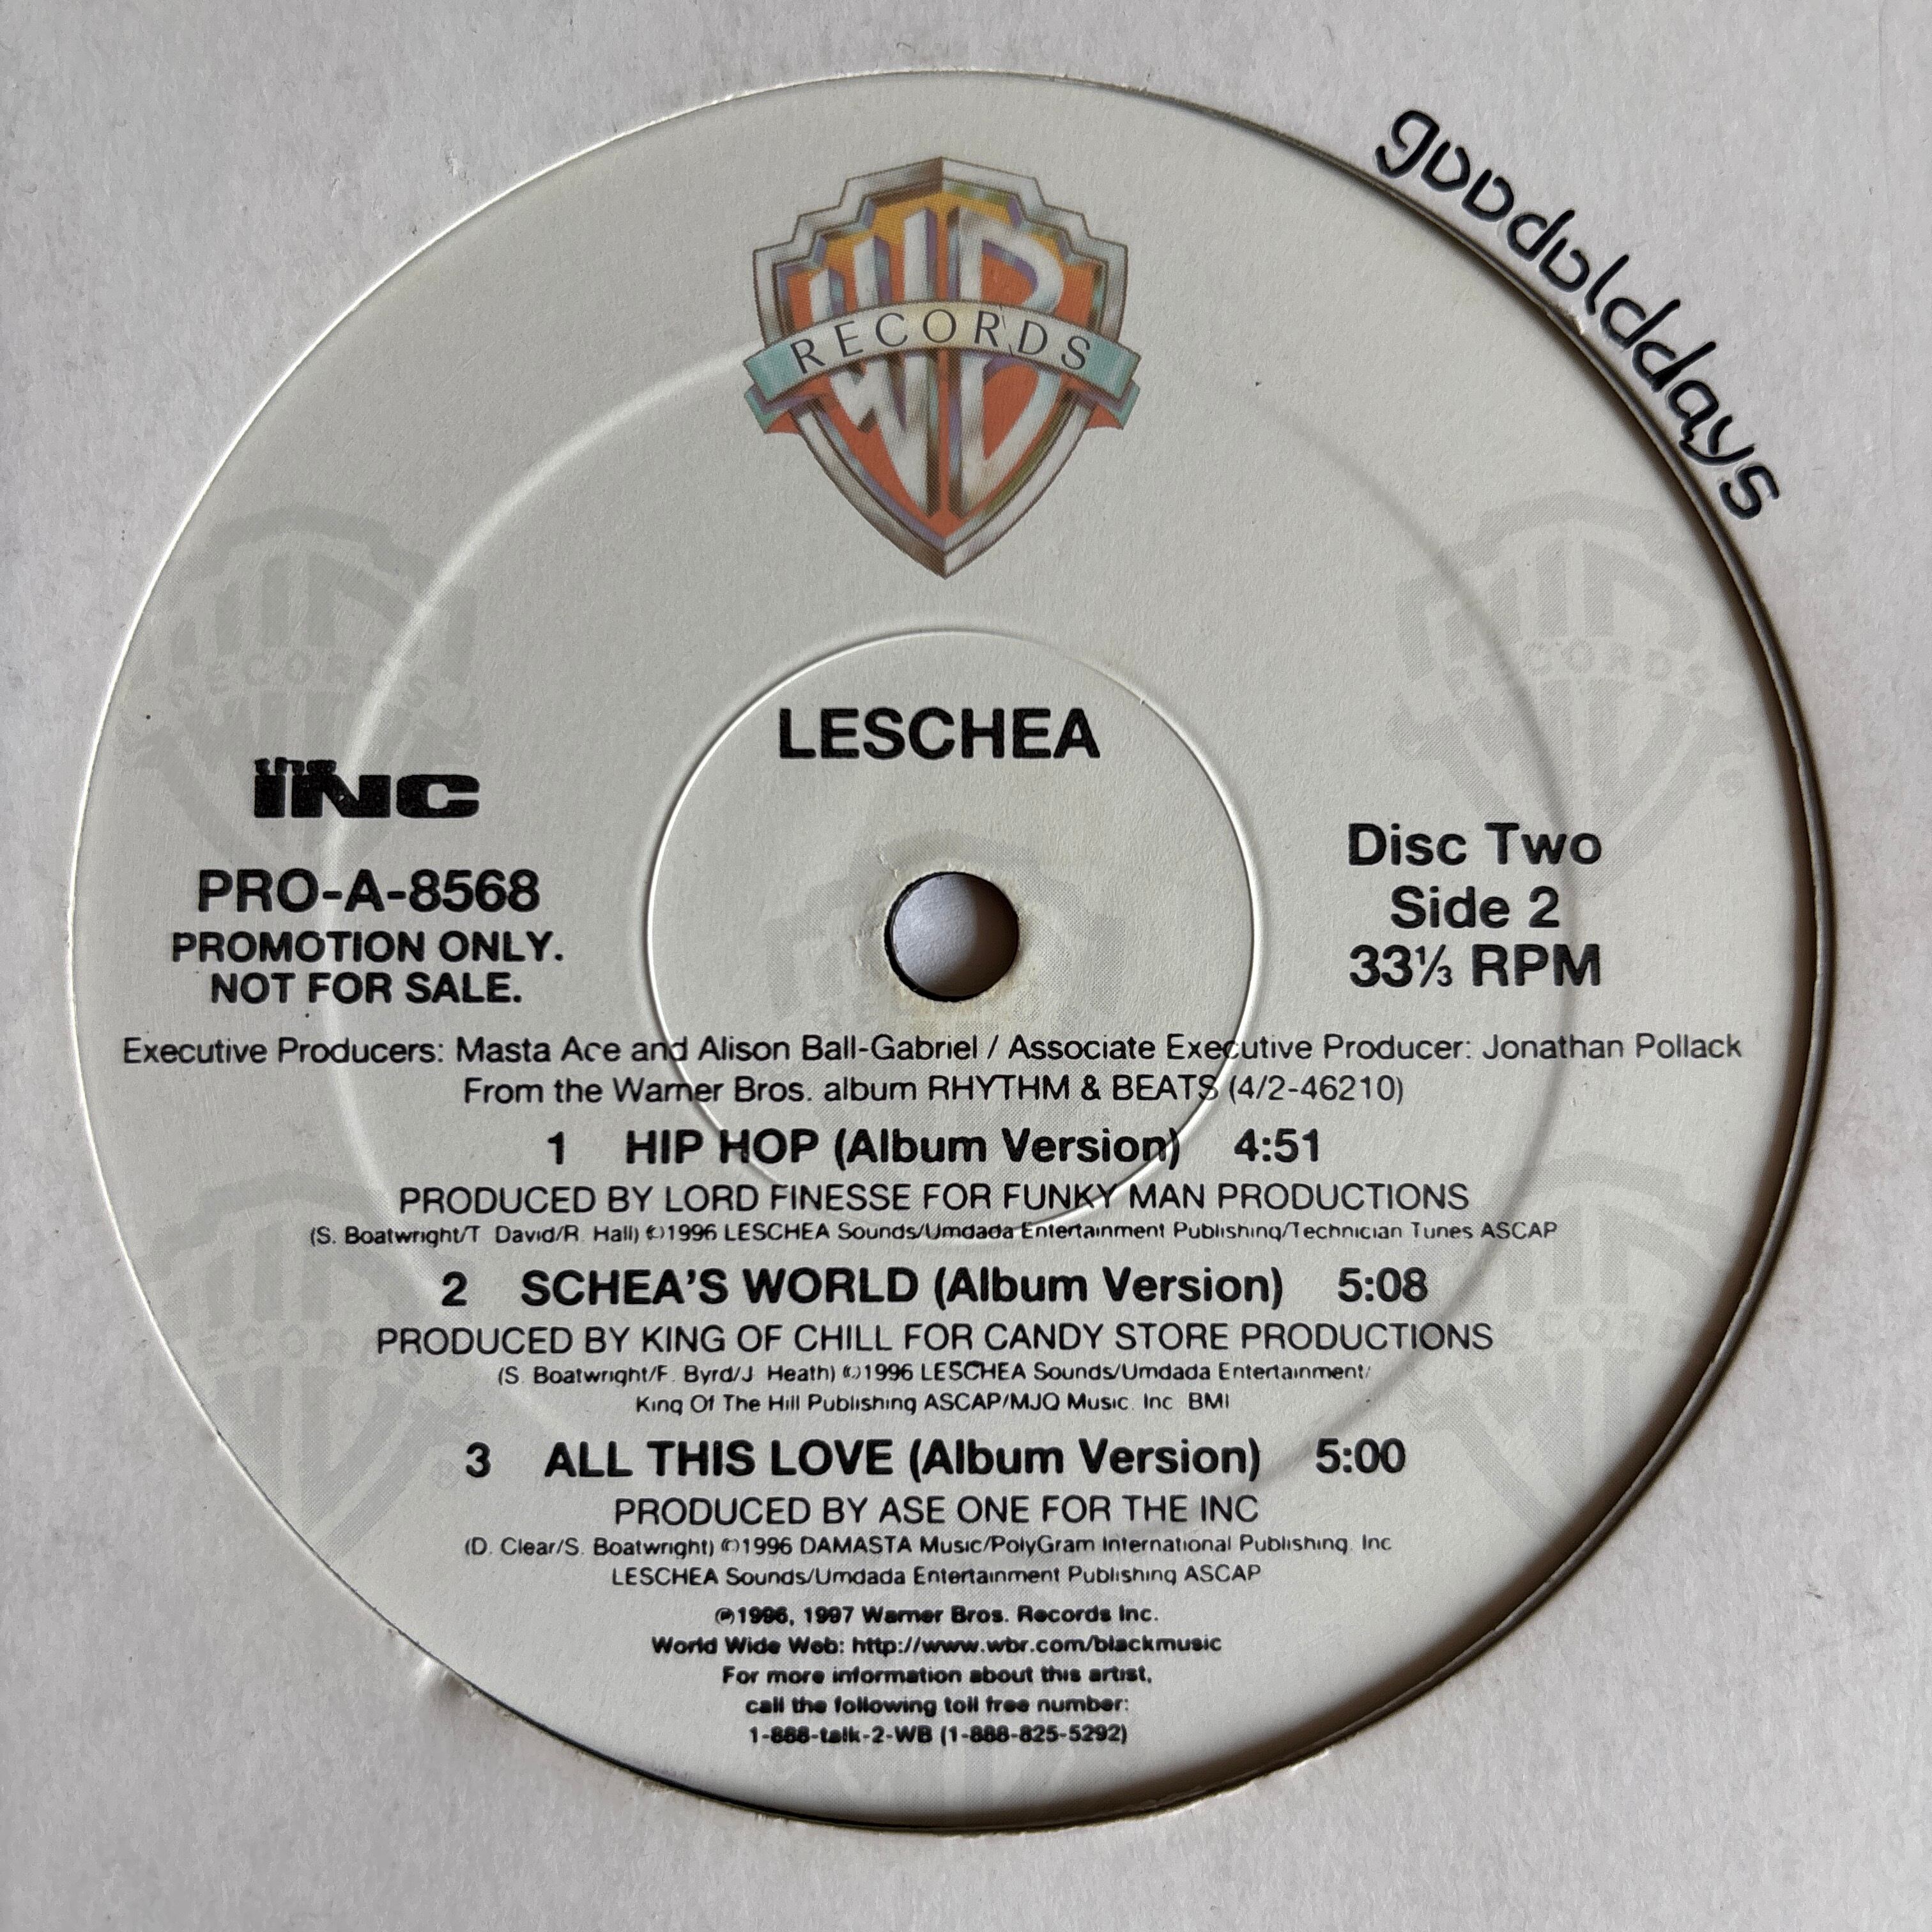 goodolddays
WB
RECORDS
LESCHEA
the INC
PRO-A-8568
PROMOTION ONLY.
NOT FOR SALE.
Disc Two
Side 2
33⅓ RPM
Executive Producers: Masta Ace and Alison Ball-Gabriel / Associate Executive Producer: Jonathan Pollack
From the Warner Bros. album RHYTHM & BEATS (4/2-46210)
1 HIP HOP (Album Version) 4:51
PRODUCED BY LORD FINESSE FOR FUNKY MAN PRODUCTIONS
(S. Boatwright/T. David/R. Hall) ©1996 LESCHEA Sounds/Umdada Entertainment Publishing/Technician Tunes ASCAP
2 SCHEA'S WORLD (Album Version) 5:08
PRODUCED BY KING OF CHILL FOR CANDY STORE PRODUCTIONS
(S. Boatwright/F. Byrd/J. Heath) ©1996 LESCHEA Sounds/Umdada Entertainment/
King Of The Hill Publishing ASCAP/MJQ Music, Inc. BMI
3 ALL THIS LOVE (Album Version) 5:00
PRODUCED BY ASE ONE FOR THE INC
(D. Clear/S. Boatwright) ©1996 DAMASTA Music/PolyGram International Publishing, Inc
LESCHEA Sounds/Umdada Entertainment Publishing ASCAP
℗1996, 1997 Warner Bros. Records Inc.
World Wide Web: http://www.wbr.com/blackmusic
For more information about this artist,
call the following toll free number:
1-888-talk-2-WB (1-888-825-5292)